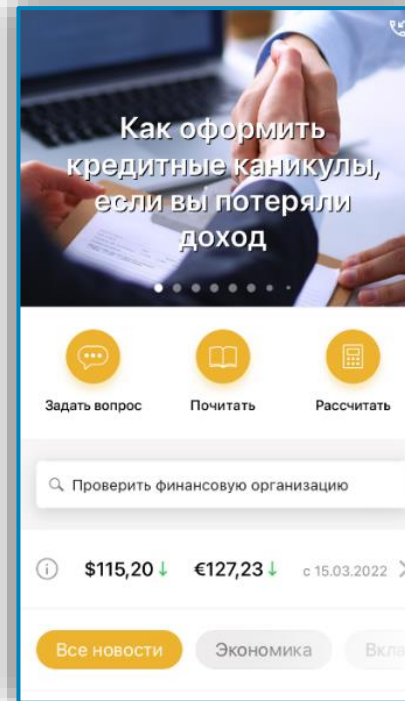 Как оформить
кредитные каникулы,
если вы потеряли
доход
Задать вопрос Почитать Рассчитать
Проверить финансовую организацию
$115,20↓ €127,23↓ с 15.03.2022
Все новости Экономика Вкла